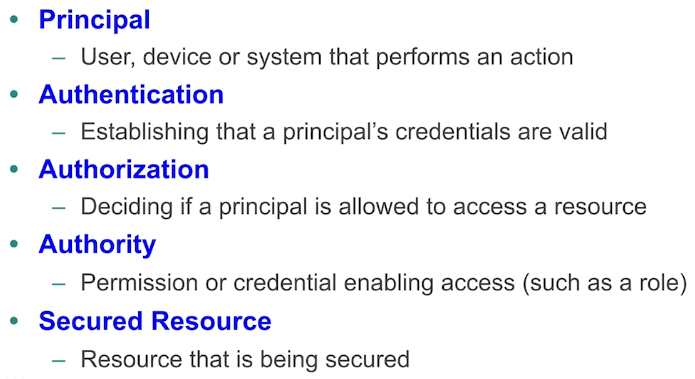 • Principal
– User, device or system that performs an action
• Authentication
– Establishing that a principal's credentials are valid
• Authorization
– Deciding if a principal is allowed to access a resource
• Authority
– Permission or credential enabling access (such as a role)
• Secured Resource
– Resource that is being secured